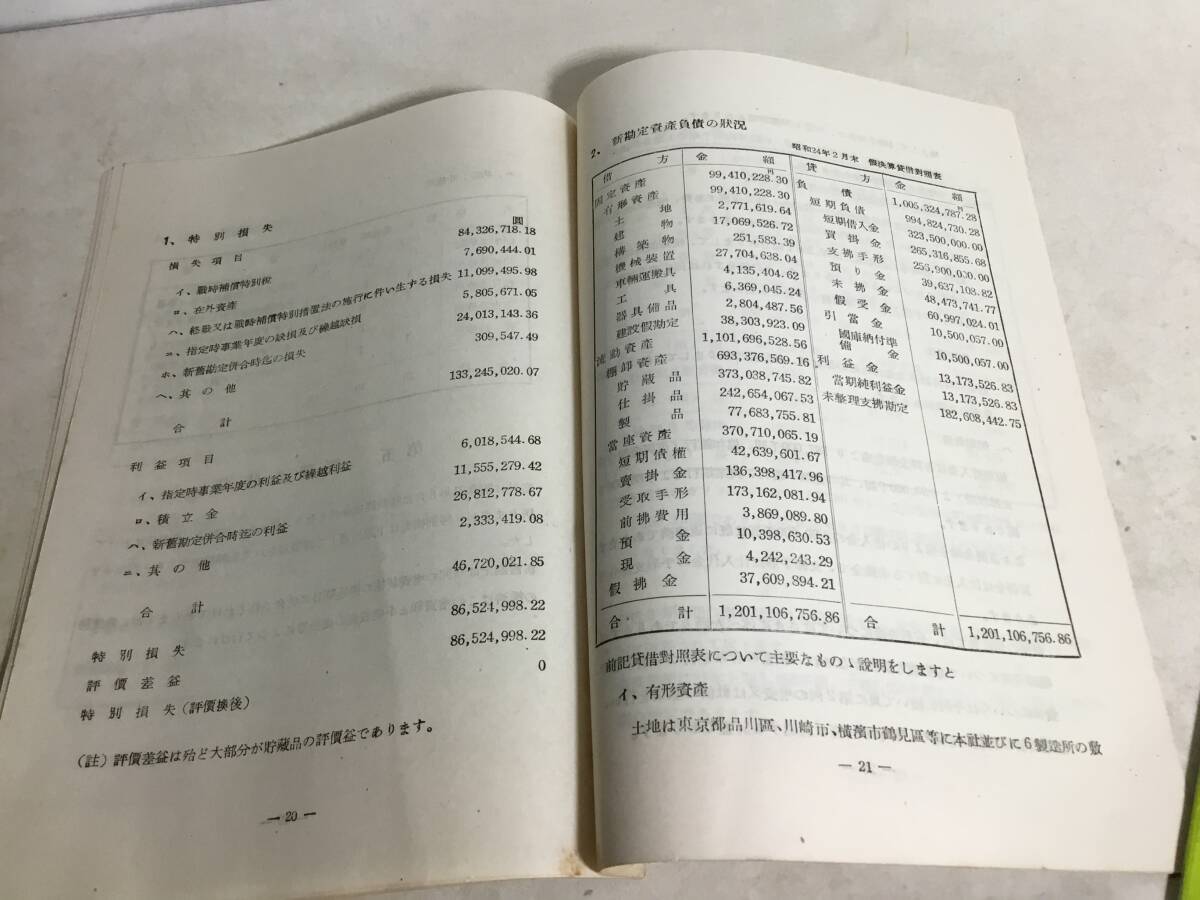 1、特別損失
損失項目 圓
イ、戰時補償特別稅 84,326,718.18
ロ、在外資産 7,690,444.01
ハ、終戰又は戰時補償特別措置法の施行に伴い生する損失 11,099,495.98
ニ、指定時事業年度の缺損及び繰越缺損 5,805,671.05
ホ、新舊勘定併合時迄の損失 24,013,143.36
ヘ、其の他 309,547.49
合計 133,245,020.07
利益項目
イ、指定時事業年度の利益及び繰越利益 6,018,544.68
ロ、積立金 11,555,279.42
ハ、新舊勘定併合時迄の利益 26,812,778.67
ニ、其の他 2,333,419.08
合計 46,720,021.85
特別損失 86,524,998.22
評價差益 86,524,998.22
特別損失(評價換後) 0
(註)評價差益は殆ど大部分が貯蔵品の評價益であります。
— 20 —
2、新勘定資産負債の狀況
昭和24年2月末 假決算貸借對照表
借方 金額 貸方 金額
固定資産 99,410,228.30 負債 1,005,324,787.28
有形資産 99,410,228.30 短期負債 994,824,730.28
土地 2,771,619.64 短期借入金 323,500,000.00
建物 17,069,526.72 買掛金 265,316,855.68
構築物 251,583.39 支拂手形 256,900,000.00
機械装置 27,704,638.04 預り金 39,637,108.82
車輛運搬具 4,135,404.62 未拂金 48,473,741.77
工具 6,369,045.24 假受金 60,997,024.01
器具備品 2,804,487.56 引當金 10,500,057.00
建設假勘定 38,303,923.09 國庫納付準備金 10,500,057.00
流動資産 1,101,696,528.56 利益金 13,173,526.83
棚卸資産 693,376,569.16 當期純利益金 13,173,526.83
貯蔵品 373,038,745.82 未整理支拂勘定 182,608,442.75
仕掛品 242,654,067.53
製品 77,683,755.81
當座資産 370,710,065.19
短期債権 42,639,601.67
賣掛金 136,398,417.96
受取手形 173,162,081.94
前拂費用 3,869,089.80
預金 10,398,630.53
現金 4,242,243.29
假拂金 37,609,894.21
合計 1,201,106,756.86 合計 1,201,106,756.86
前記貸借對照表について主要なものゝ說明をしますと
イ、有形資産
土地は東京都品川區、川崎市、橫濱市鶴見區等に本社並びに6製造所の敷
— 21 —